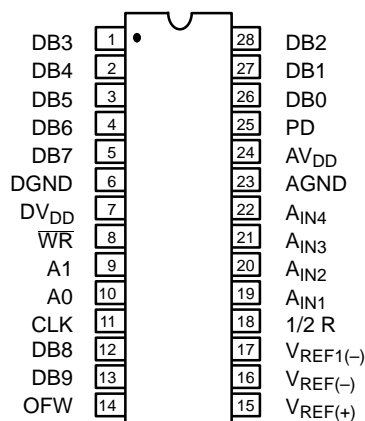 DB3 1 28 DB2
DB4 2 27 DB1
DB5 3 26 DB0
DB6 4 25 PD
DB7 5 24 AVDD
DGND 6 23 AGND
DVDD 7 22 AIN4
W̅R̅ 8 21 AIN3
A1 9 20 AIN2
A0 10 19 AIN1
CLK 11 18 1/2 R
DB8 12 17 VREF1(–)
DB9 13 16 VREF(–)
OFW 14 15 VREF(+)